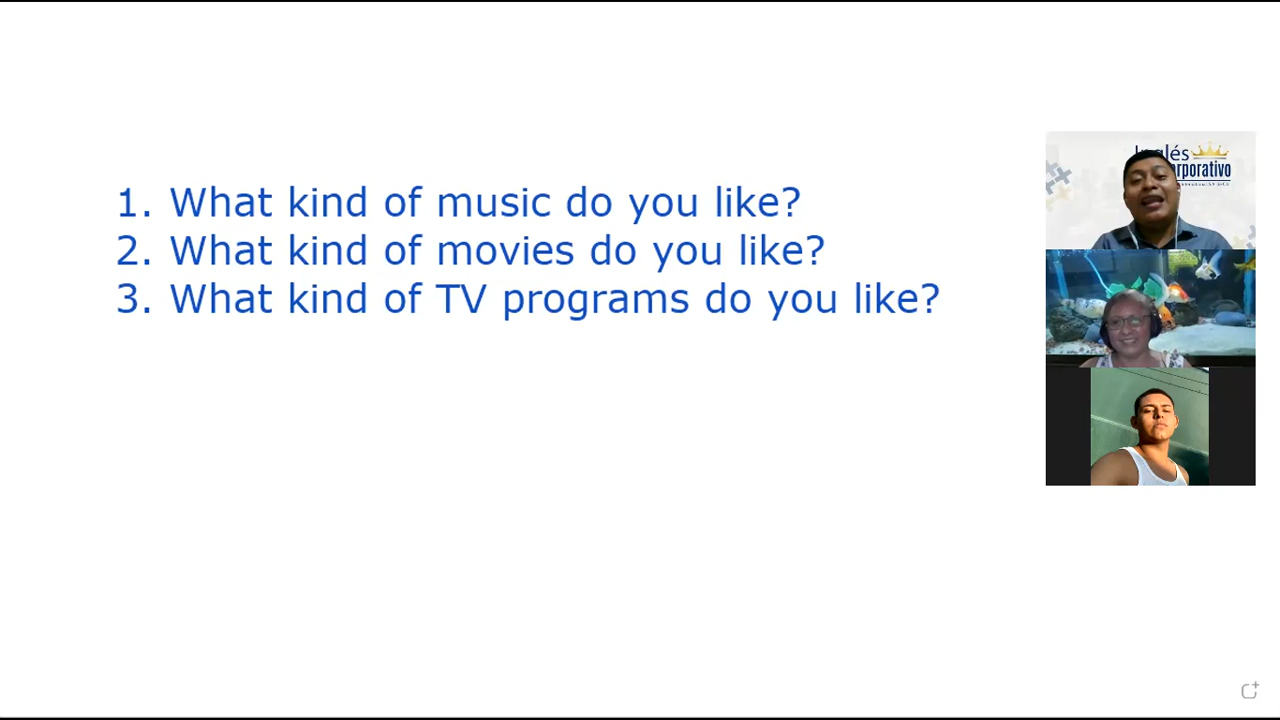 1. What kind of music do you like?
2. What kind of movies do you like?
3. What kind of TV programs do you like?
Inglés